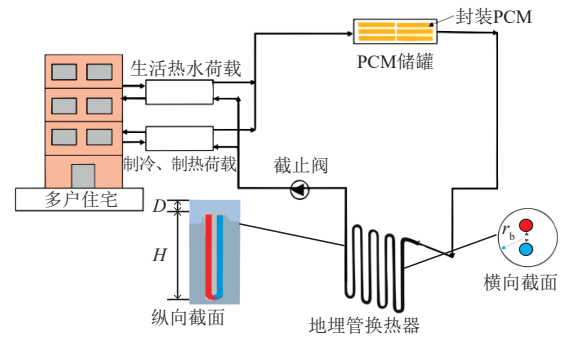 封装PCM
生活热水荷载
PCM储罐
制冷、制热荷载
截止阀
多户住宅
D
H
r_b
横向截面
纵向截面
地埋管换热器